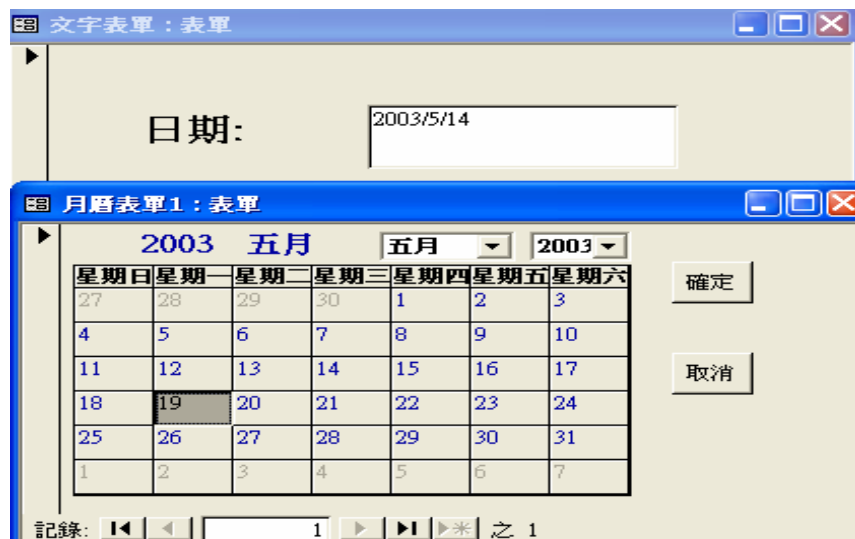 文字表單：表單
日期:
2003/5/14
月曆表單1：表單
2003 五月 五月 2003
星期日 星期一 星期二 星期三 星期四 星期五 星期六
27 28 29 30 1 2 3
確定
4 5 6 7 8 9 10
11 12 13 14 15 16 17
取消
18 19 20 21 22 23 24
25 26 27 28 29 30 31
1 2 3 4 5 6 7
記錄: 1 之 1